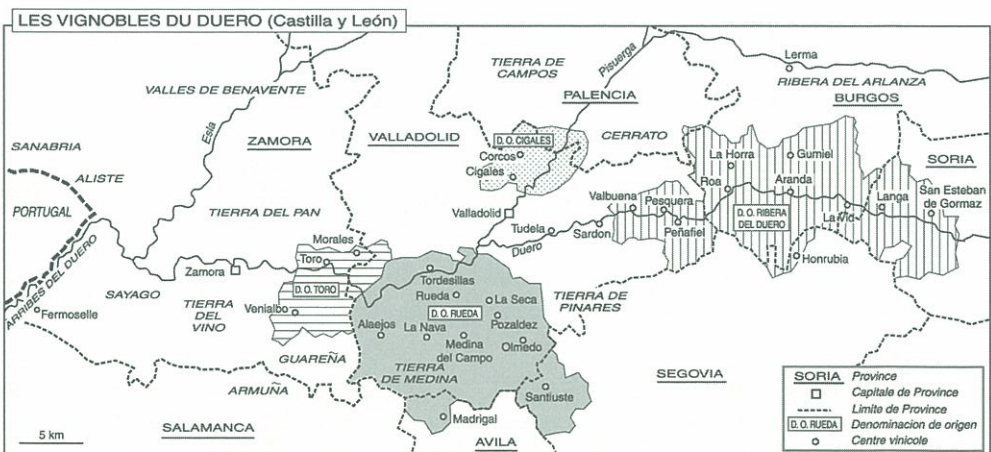 LES VIGNOBLES DU DUERO (Castilla y León)
TIERRA DE
CAMPOS
Pisuerga
Lerma
RIBERA DEL ARLANZA
VALLES DE BENAVENTE
PALENCIA
BURGOS
Esla
ZAMORA
VALLADOLID
D. O. CIGALES
CERRATO
SANABRIA
Corcos
Cigales
La Horra
Gumiel
SORIA
ALISTE
Roa
Aranda
PORTUGAL
TIERRA DEL PAN
Valladolid
Valbuena
Pesquera
Langa
San Esteban
de Gormaz
D. O. RIBERA
DEL DUERO
La Vid
Tudela
Duero
Sardon
Peñafiel
Morales
Toro
Honrubia
ARRIBES DEL DUERO
Zamora
Tordesillas
SAYAGO
D. O. TORO
Rueda
La Seca
TIERRA DE
PINARES
Fermoselle
TIERRA
DEL
VINO
Venialbo
D. O. RUEDA
Alaejos
La Nava
Pozaldez
Medina
del Campo
Olmedo
GUAREÑA
TIERRA
DE MEDINA
SEGOVIA
ARMUÑA
Santiuste
Madrigal
SALAMANCA
AVILA
5 km
SORIA Province
Capitale de Province
Limite de Province
D. O. RUEDA Denominacion de origen
Centre vinicole